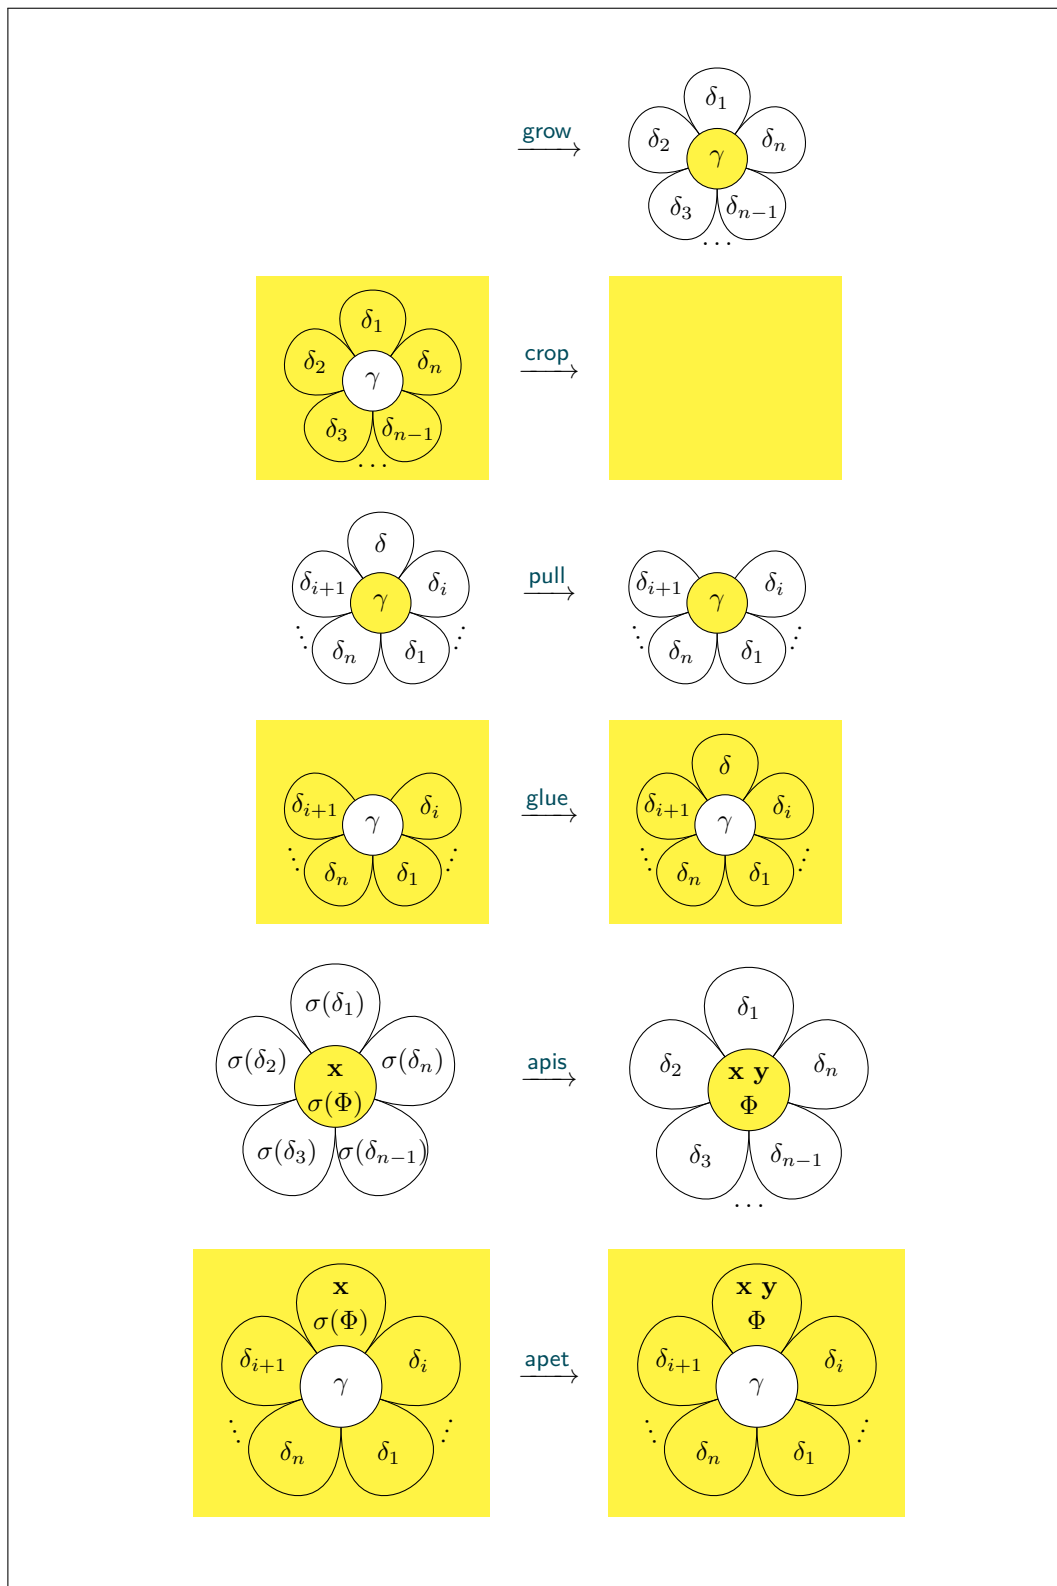 δ₁
grow
δ₂ δₙ
γ
δ₃ δₙ₋₁
...
δ₁
crop
δ₂ δₙ
γ
δ₃ δₙ₋₁
...
δ δᵢ₊₁ δᵢ γ ⋱ δₙ δ₁ ⋰
pull
δᵢ₊₁ δᵢ γ ⋱ δₙ δ₁ ⋰
δᵢ₊₁ δᵢ γ ⋱ δₙ δ₁ ⋰
glue
δ δᵢ₊₁ δᵢ γ ⋱ δₙ δ₁ ⋰
σ(δ₁)
σ(δ₂) σ(δₙ)
𝐱
σ(Φ)
σ(δ₃) σ(δₙ₋₁)
apis
δ₁
δ₂ δₙ
𝐱 𝐲
Φ
δ₃ δₙ₋₁
...
𝐱
σ(Φ)
δᵢ₊₁ δᵢ
γ
⋱ δₙ δ₁ ⋰
apet
𝐱 𝐲
Φ
δᵢ₊₁ δᵢ
γ
⋱ δₙ δ₁ ⋰